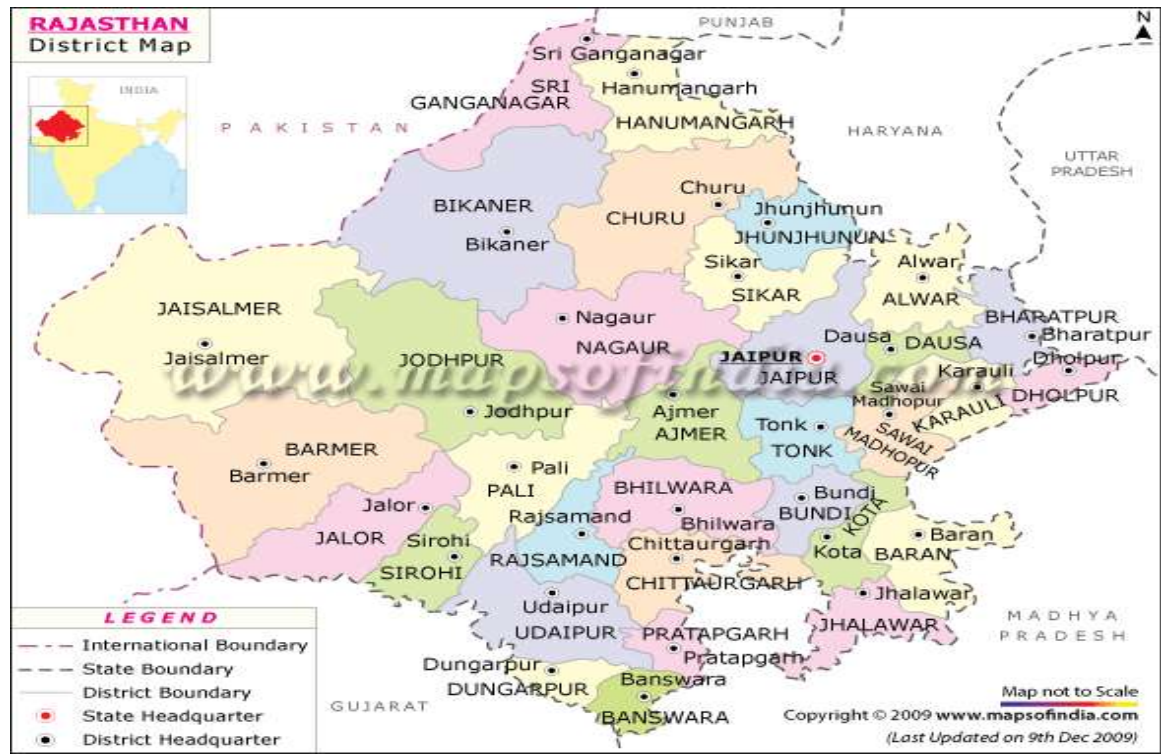 RAJASTHAN
District Map
INDIA
PUNJAB
N
Sri Ganganagar
SRI
GANGANAGAR
Hanumangarh
HANUMANGARH
PAKISTAN
HARYANA
UTTAR
PRADESH
BIKANER
Bikaner
Churu
CHURU
Jhunjhunun
JHUNJHUNUN
Sikar
SIKAR
Alwar
ALWAR
JAISALMER
Jaisalmer
JODHPUR
Jodhpur
Nagaur
NAGAUR
JAIPUR
JAIPUR
Dausa
DAUSA
BHARATPUR
Bharatpur
Dholpur
DHOLPUR
Karauli
KARAULI
Sawai
Madhopur
SAWAI
MADHOPUR
www.mapsofindia.com
Ajmer
AJMER
Tonk
TONK
BARMER
Barmer
Pali
PALI
Jalor
JALOR
Sirohi
SIROHI
Rajsamand
RAJSAMAND
BHILWARA
Bhilwara
Bundi
BUNDI
KOTA
Kota
Baran
BARAN
Chittaurgarh
CHITTAURGARH
Jhalawar
JHALAWAR
Udaipur
UDAIPUR
PRATAPGARH
Pratapgarh
Dungarpur
DUNGARPUR
Banswara
BANSWARA
MADHYA
PRADESH
GUJARAT
LEGEND
International Boundary
State Boundary
District Boundary
State Headquarter
District Headquarter
Map not to Scale
Copyright © 2009 www.mapsofindia.com
(Last Updated on 9th Dec 2009)